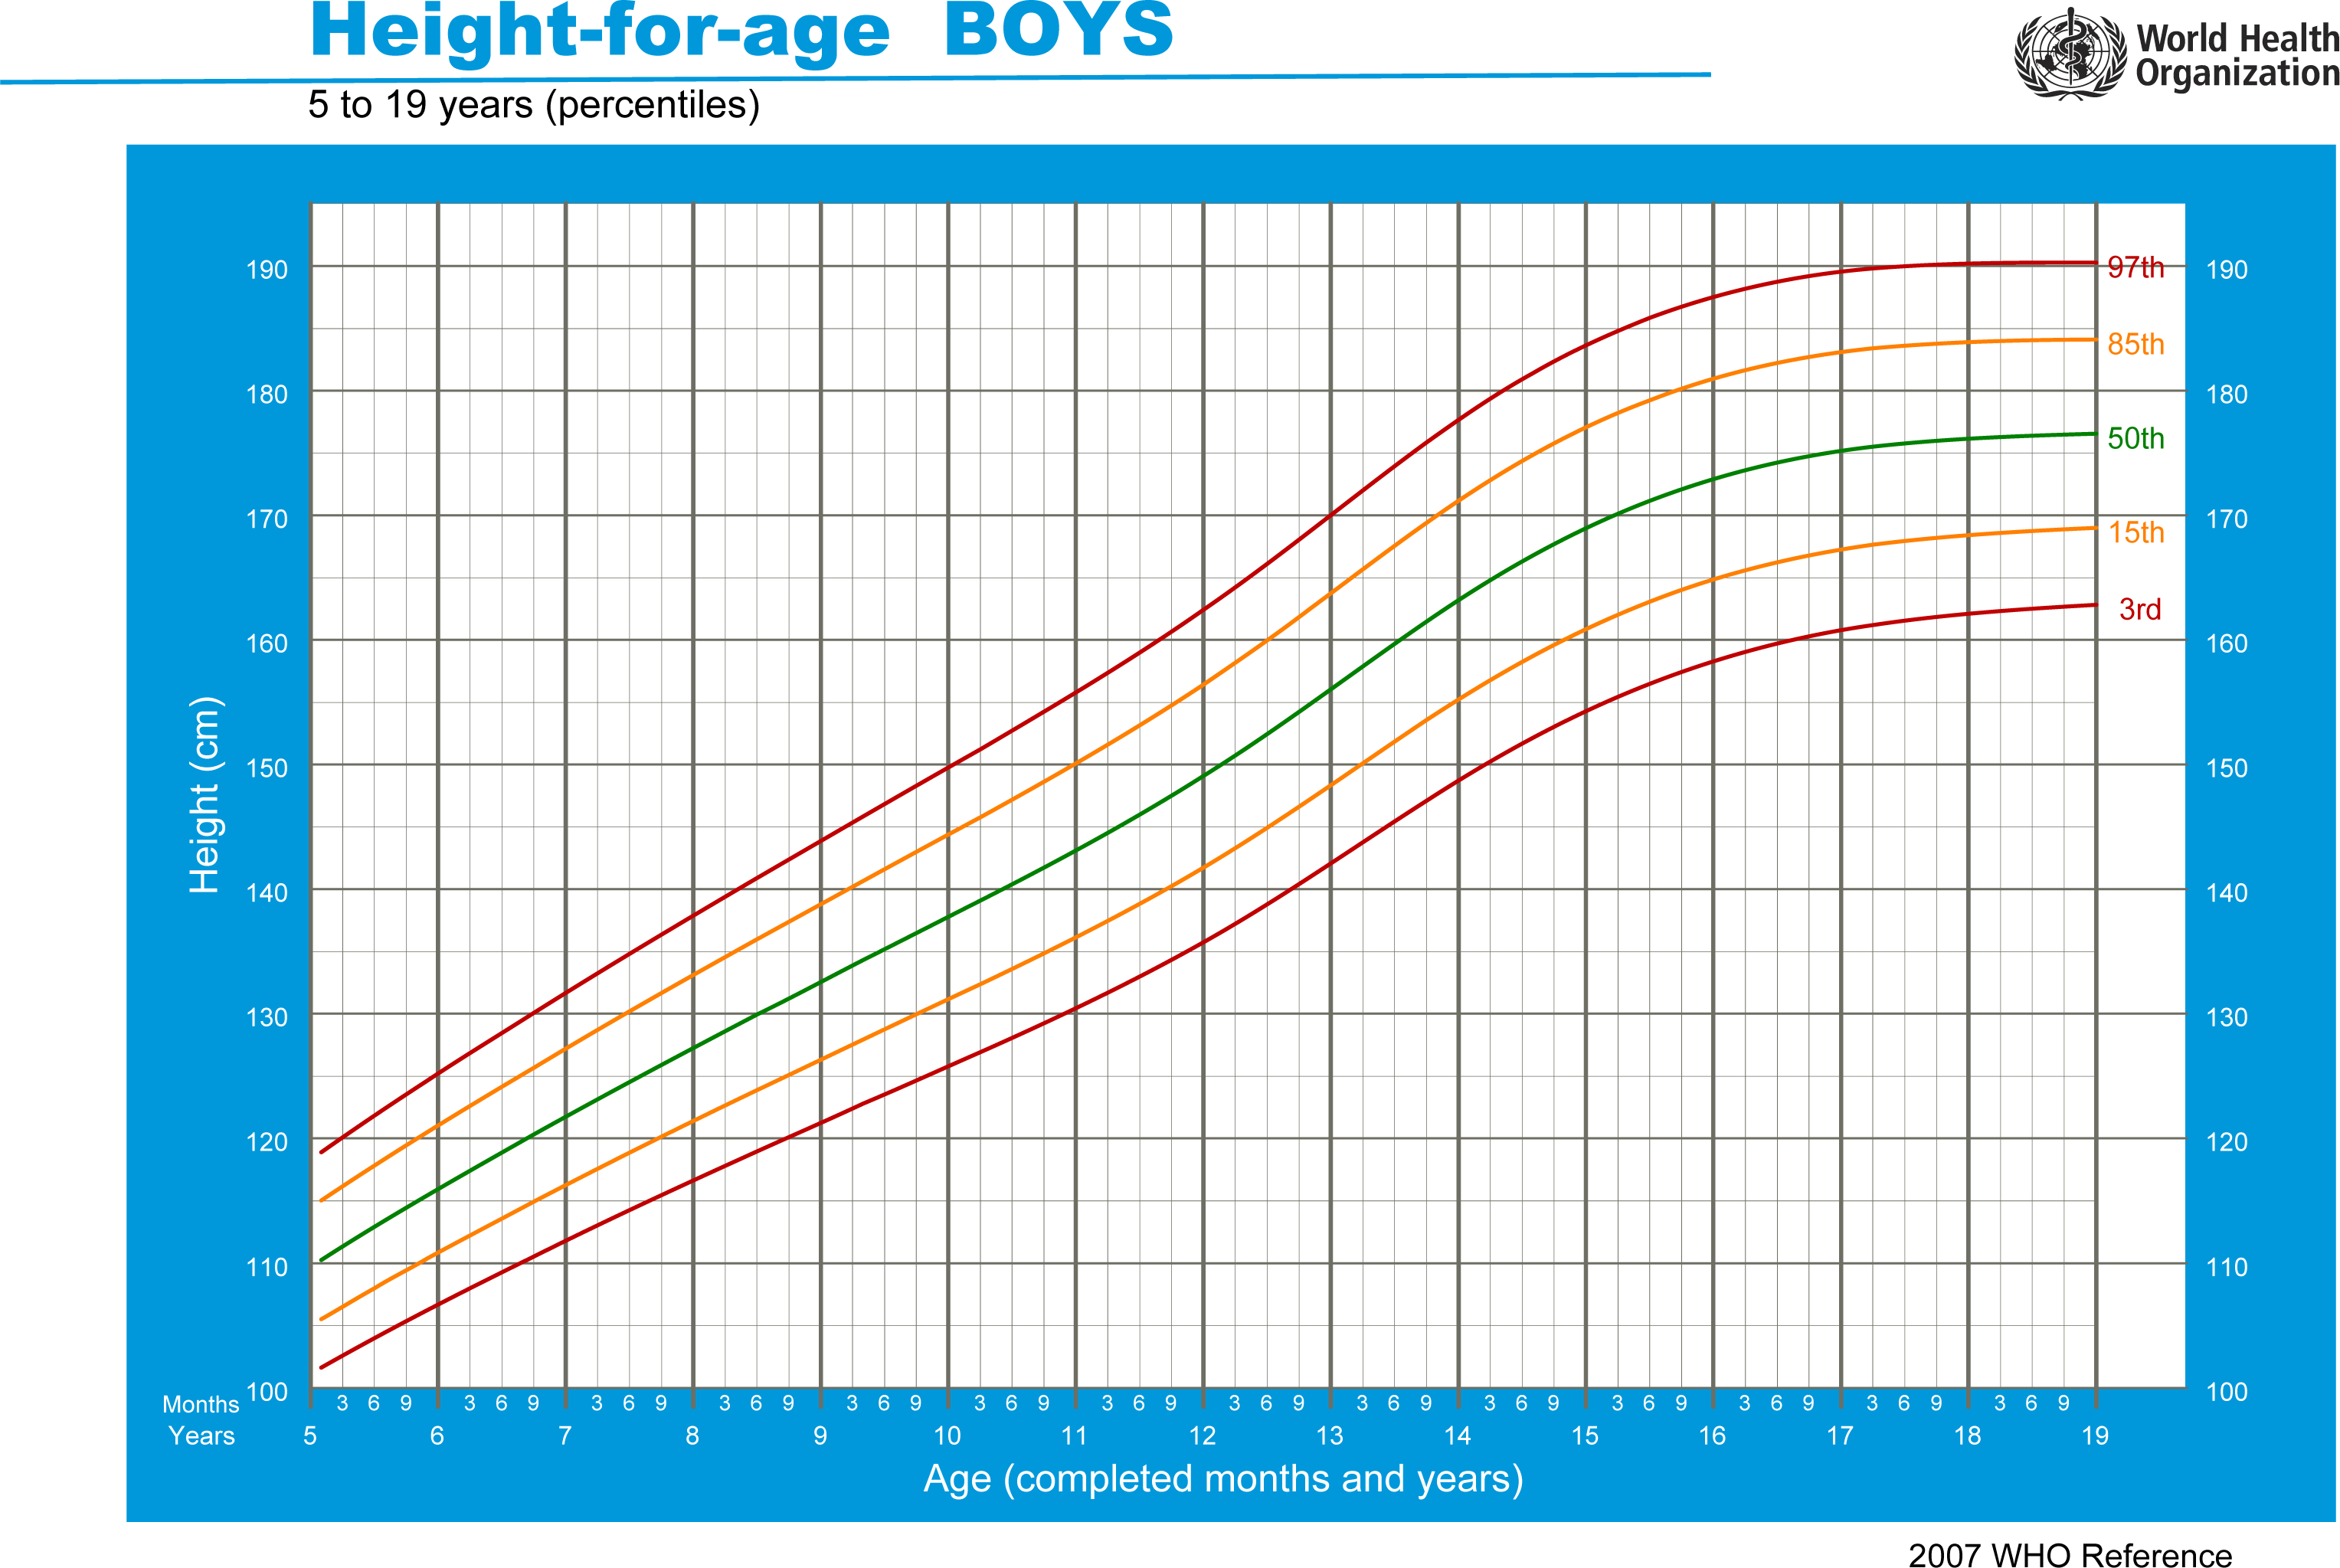 Height-for-age BOYS
5 to 19 years (percentiles)
World Health
Organization
190 97th 190
85th
180 180
50th
170 15th 170
3rd
160 160
Height (cm)
150 150
140 140
130 130
120 120
110 110
100 100
Months 3 6 9 3 6 9 3 6 9 3 6 9 3 6 9 3 6 9 3 6 9 3 6 9 3 6 9 3 6 9 3 6 9 3 6 9 3 6 9 3 6 9
Years 5 6 7 8 9 10 11 12 13 14 15 16 17 18 19
Age (completed months and years)
2007 WHO Reference